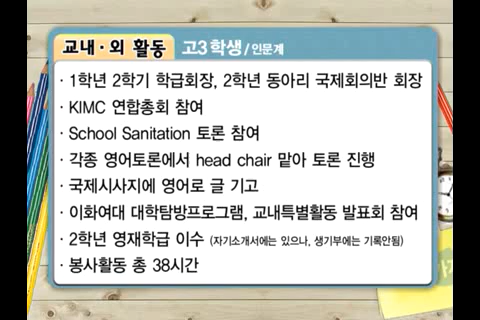 교내·외 활동 고3 학생/인문계
· 1학년 2학기 학급회장, 2학년 동아리 국제회의반 회장
· KIMC 연합총회 참여
· School Sanitation 토론 참여
· 각종 영어토론에서 head chair 맡아 토론 진행
· 국제시사지에 영어로 글 기고
· 이화여대 대학탐방프로그램, 교내특별활동 발표회 참여
· 2학년 영재학급 이수 (자기소개서에는 있으나, 생기부에는 기록안됨)
· 봉사활동 총 38시간